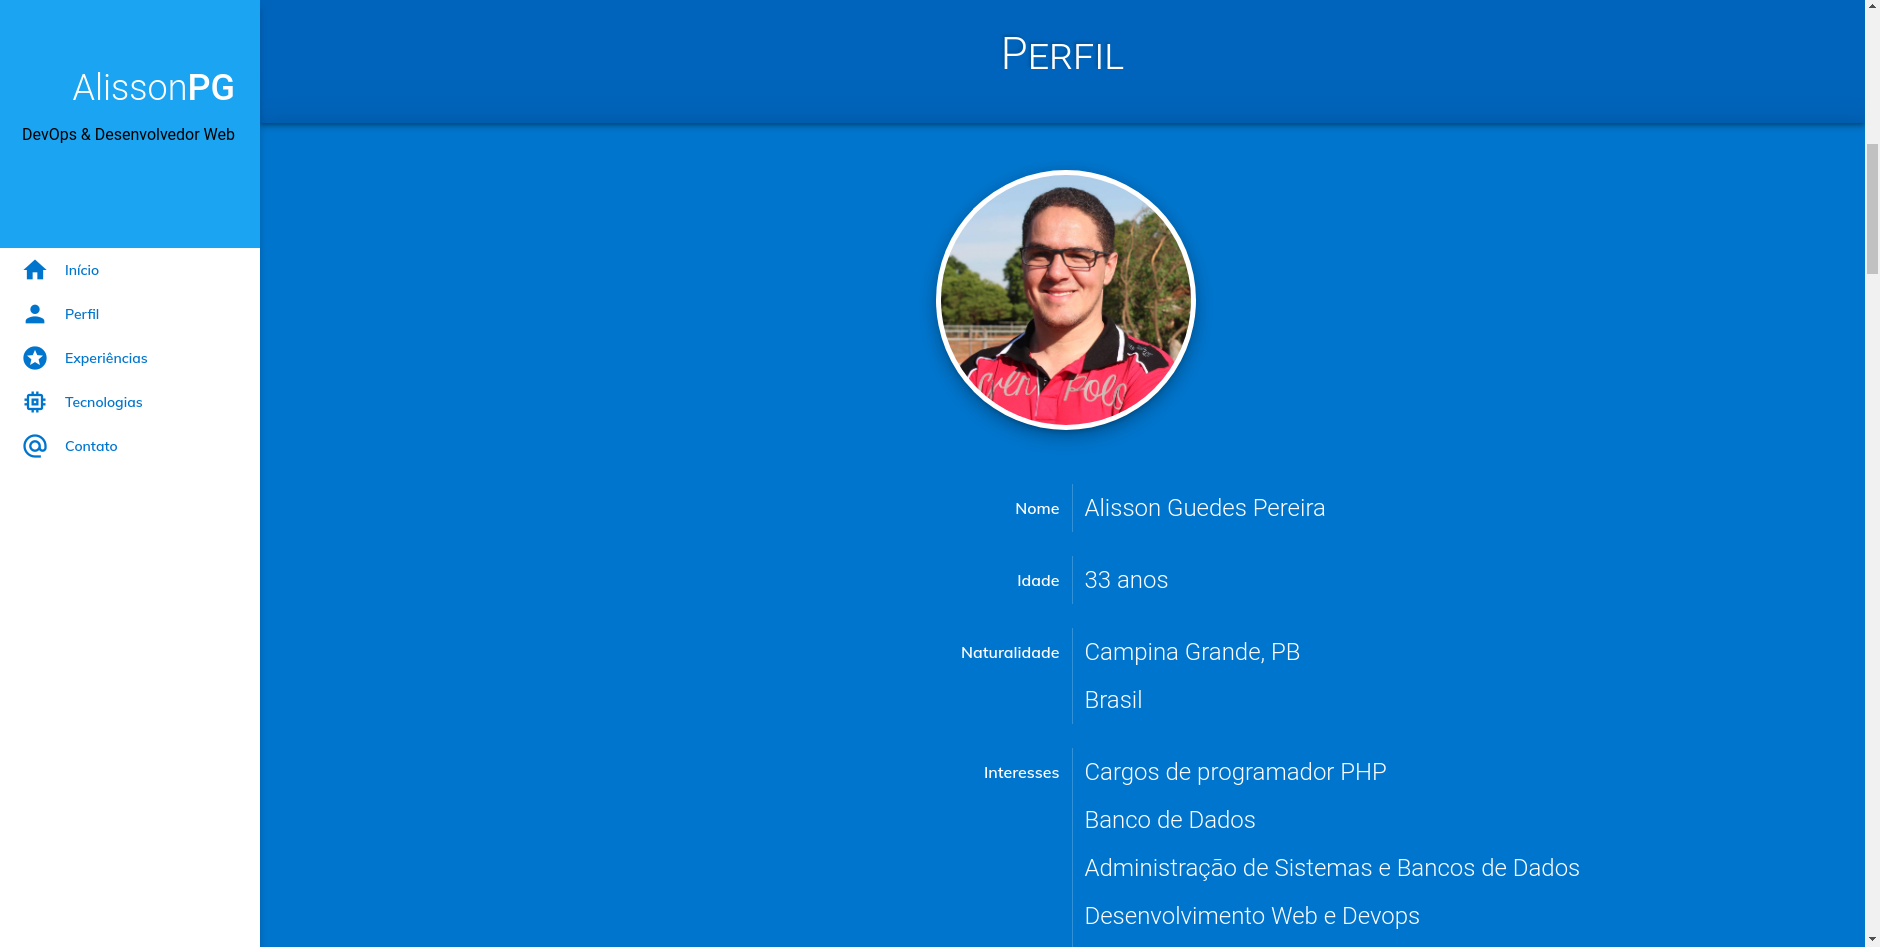 AlissonPG
DevOps & Desenvolvedor Web
Início
Perfil
Experiências
Tecnologias
Contato
PERFIL
Nome
Alisson Guedes Pereira
Idade
33 anos
Naturalidade
Campina Grande, PB
Brasil
Interesses
Cargos de programador PHP
Banco de Dados
Administração de Sistemas e Bancos de Dados
Desenvolvimento Web e Devops